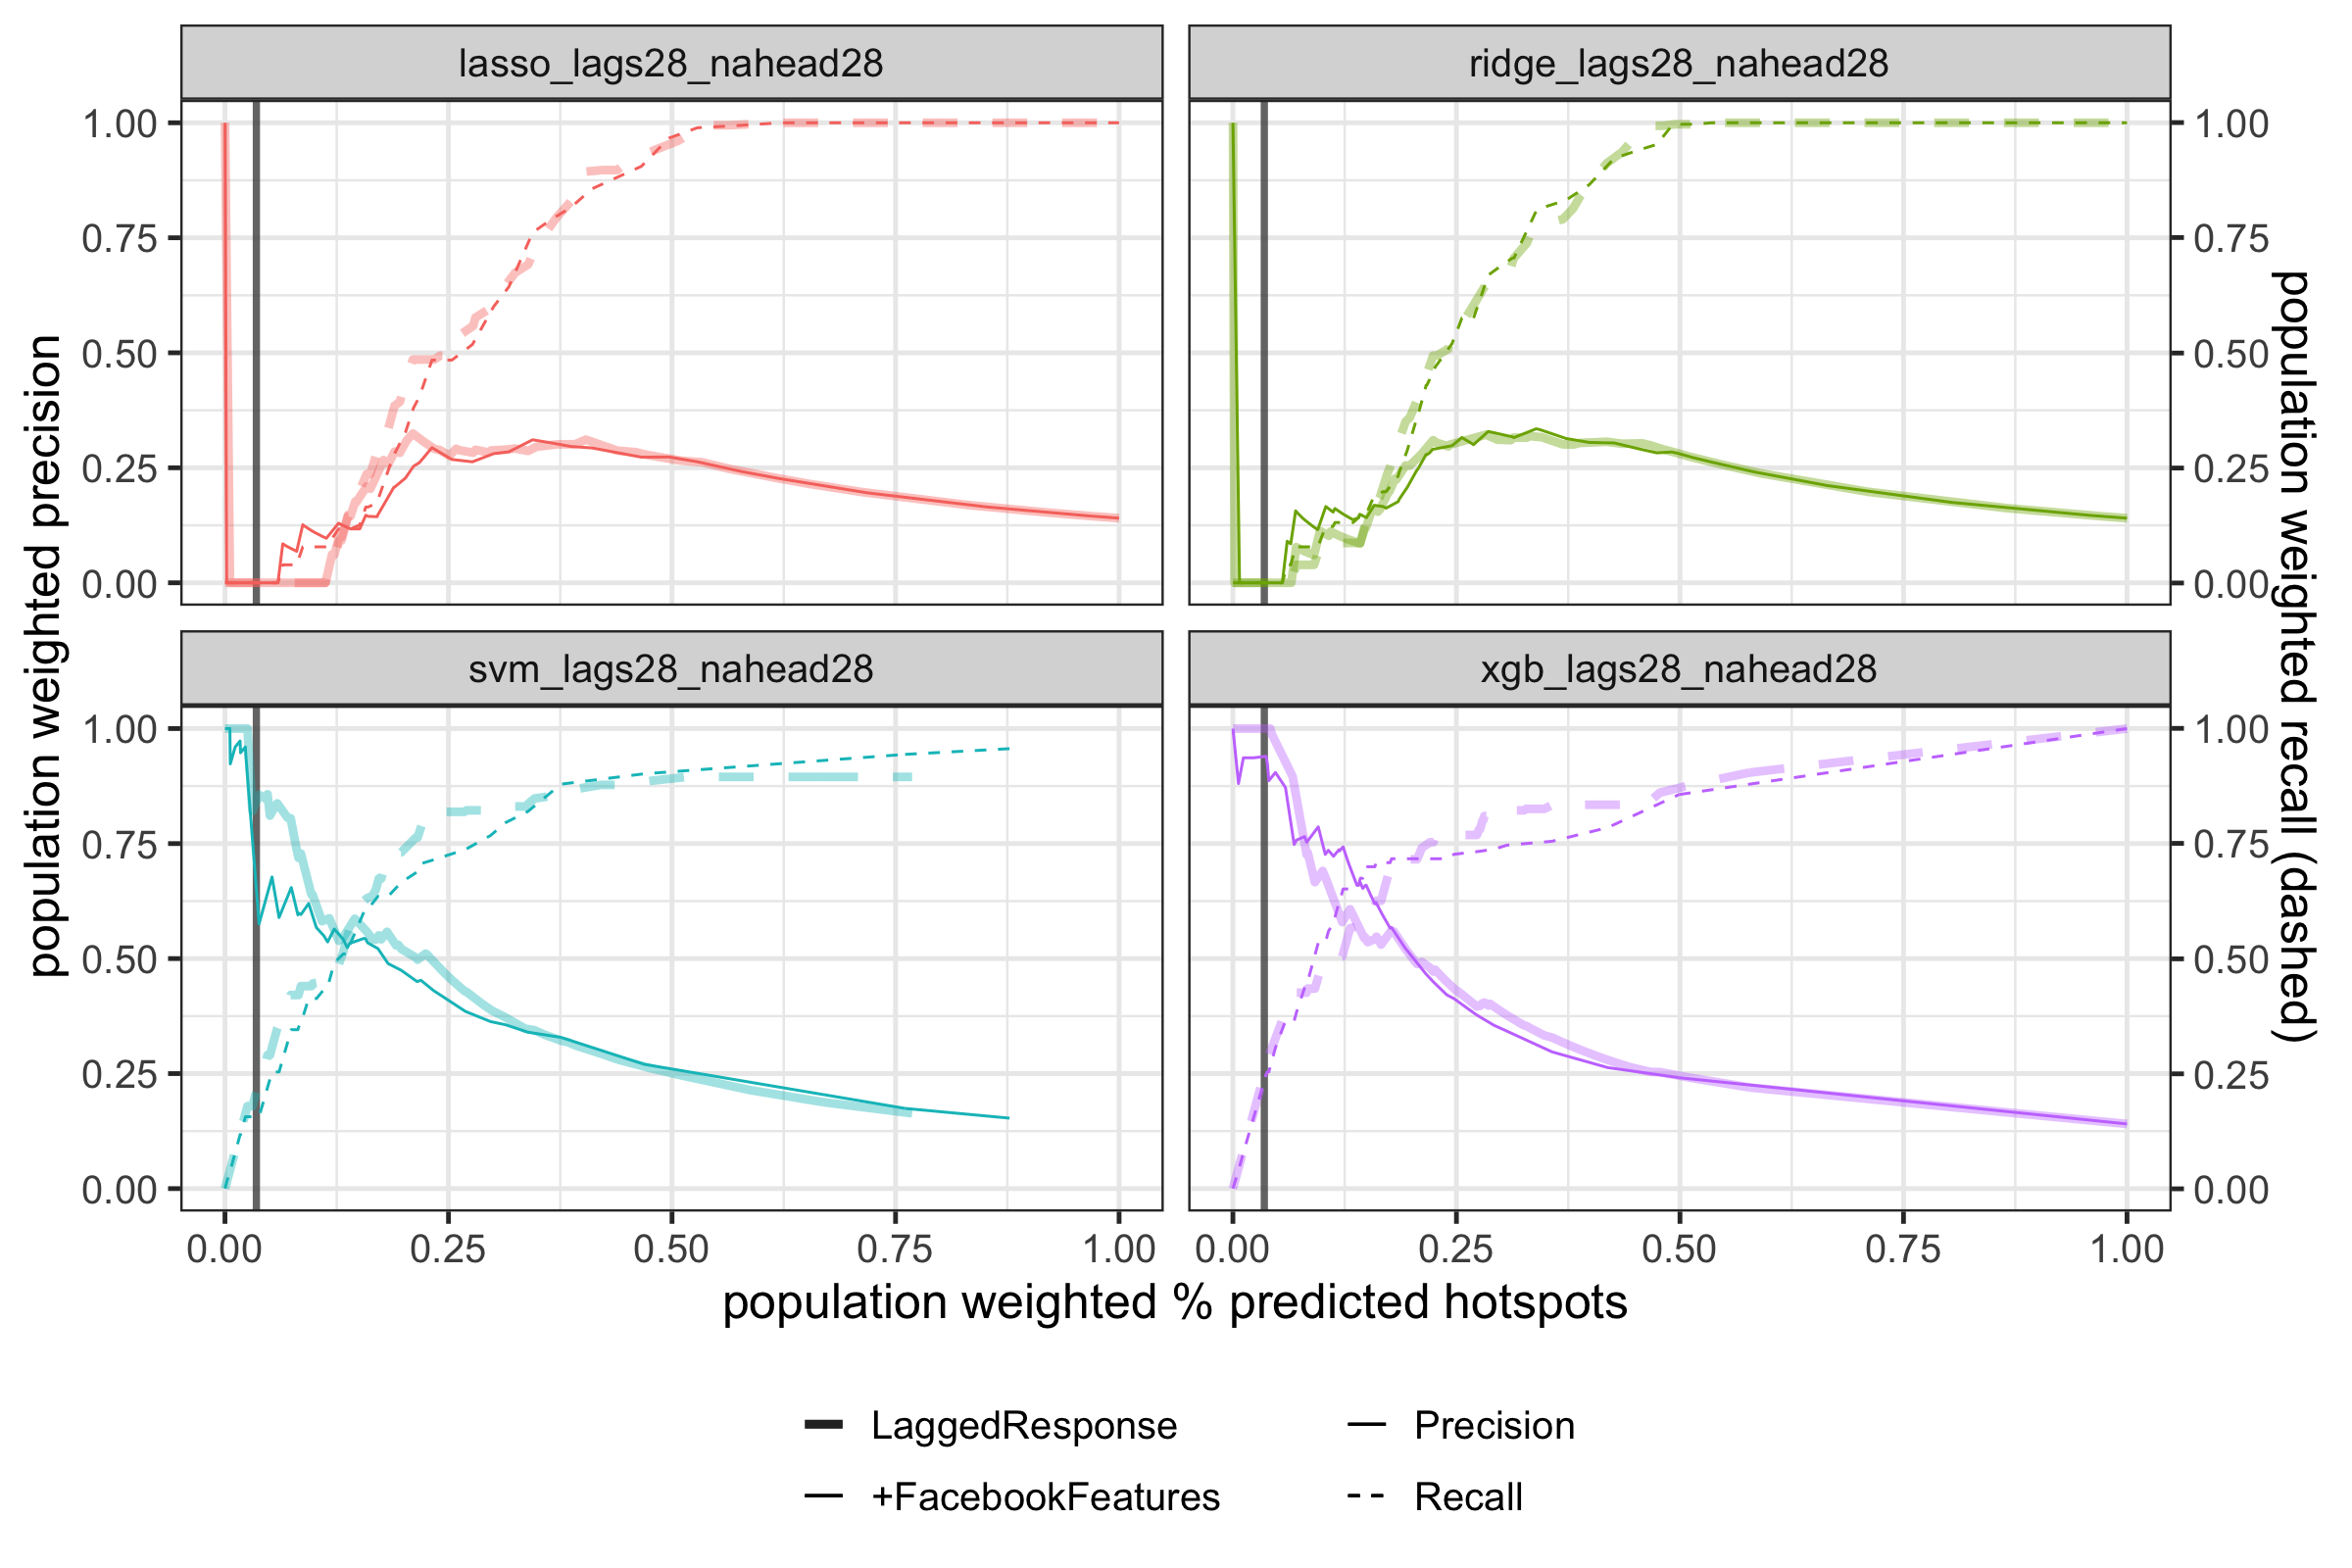 lasso_lags28_nahead28
ridge_lags28_nahead28
1.00
0.75
0.50
0.25
0.00
1.00
0.75
0.50
0.25
0.00
svm_lags28_nahead28
xgb_lags28_nahead28
1.00
0.75
0.50
0.25
0.00
1.00
0.75
0.50
0.25
0.00
population weighted precision
population weighted recall (dashed)
0.00 0.25 0.50 0.75 1.00
0.00 0.25 0.50 0.75 1.00
population weighted % predicted hotspots
LaggedResponse
+FacebookFeatures
Precision
Recall